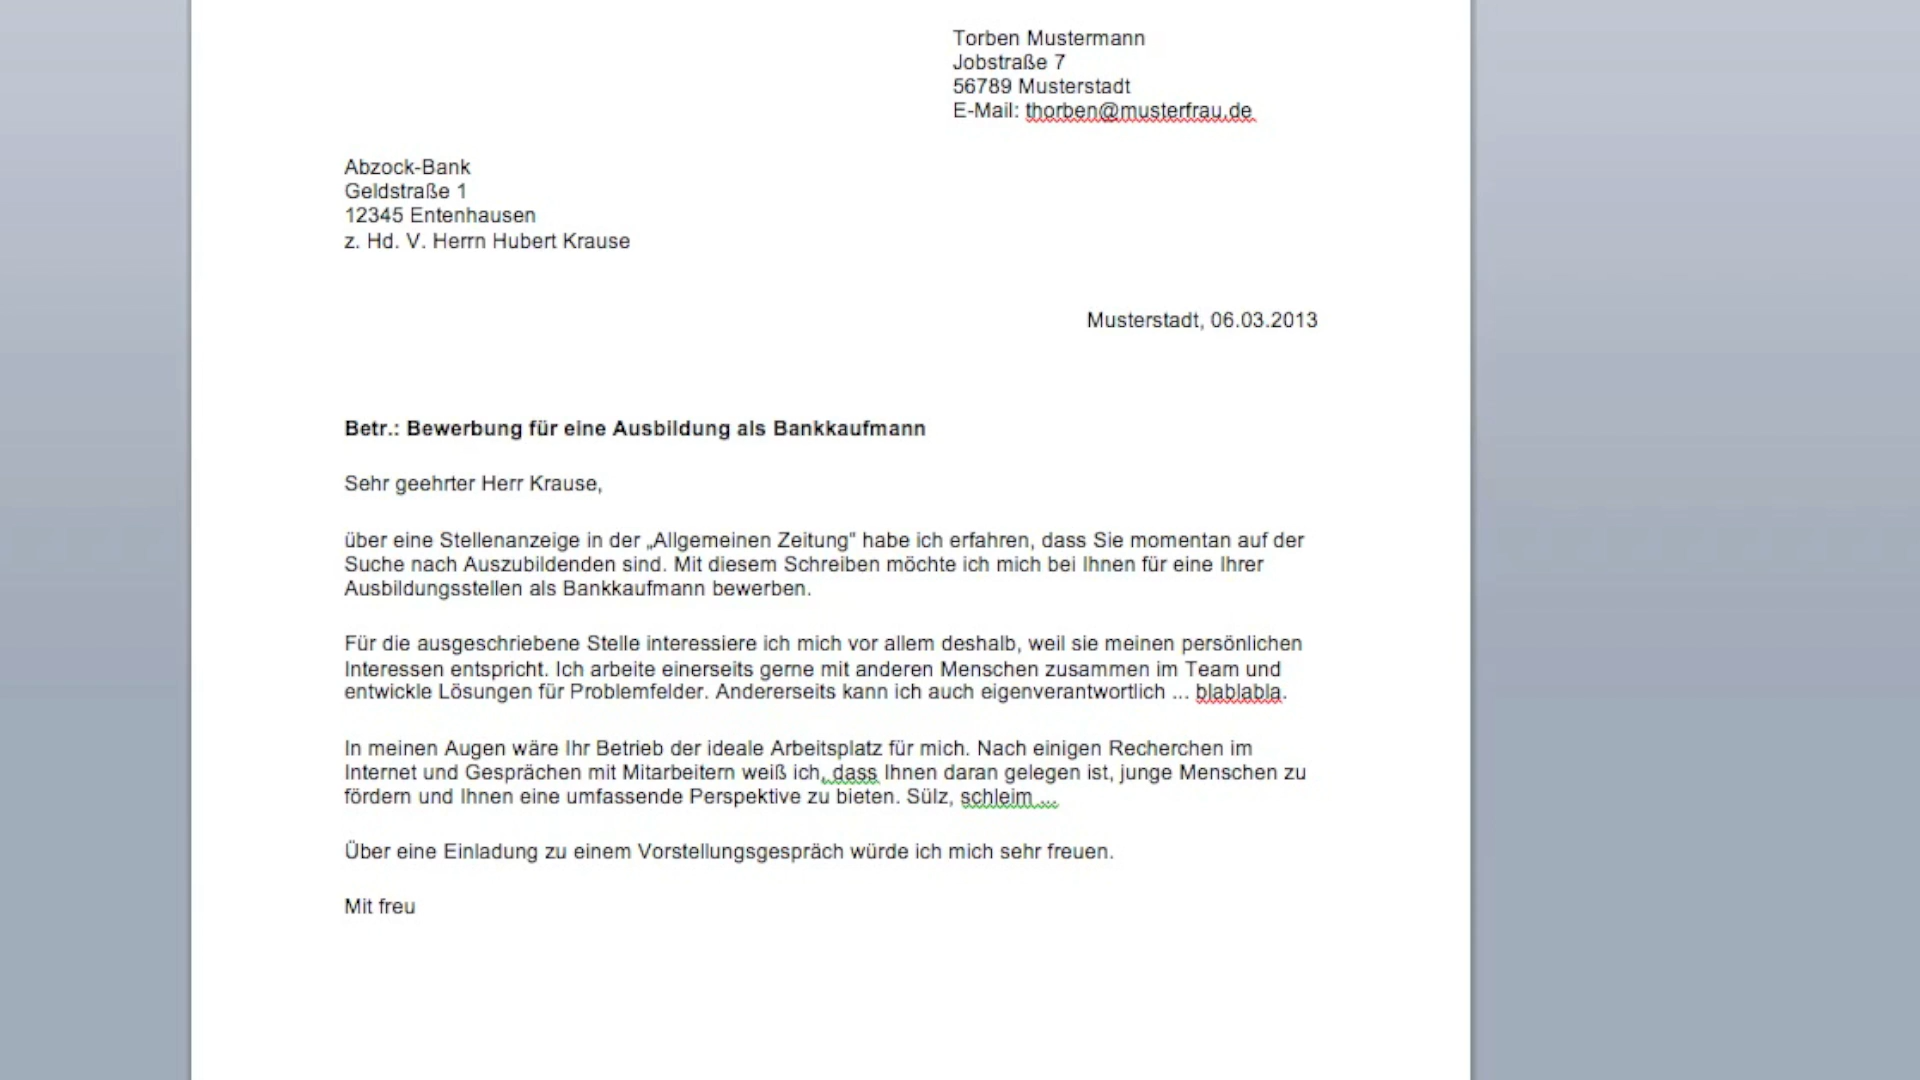 Torben Mustermann
Jobstraße 7
56789 Musterstadt
E-Mail: thorben@musterfrau.de
Abzock-Bank
Geldstraße 1
12345 Entenhausen
z. Hd. V. Herrn Hubert Krause
Musterstadt, 06.03.2013
Betr.: Bewerbung für eine Ausbildung als Bankkaufmann
Sehr geehrter Herr Krause,
über eine Stellenanzeige in der „Allgemeinen Zeitung“ habe ich erfahren, dass Sie momentan auf der
Suche nach Auszubildenden sind. Mit diesem Schreiben möchte ich mich bei Ihnen für eine Ihrer
Ausbildungsstellen als Bankkaufmann bewerben.
Für die ausgeschriebene Stelle interessiere ich mich vor allem deshalb, weil sie meinen persönlichen
Interessen entspricht. Ich arbeite einerseits gerne mit anderen Menschen zusammen im Team und
entwickle Lösungen für Problemfelder. Andererseits kann ich auch eigenverantwortlich ... blablabla.
In meinen Augen wäre Ihr Betrieb der ideale Arbeitsplatz für mich. Nach einigen Recherchen im
Internet und Gesprächen mit Mitarbeitern weiß ich, dass Ihnen daran gelegen ist, junge Menschen zu
fördern und Ihnen eine umfassende Perspektive zu bieten. Sülz, schleim ...
Über eine Einladung zu einem Vorstellungsgespräch würde ich mich sehr freuen.
Mit freu